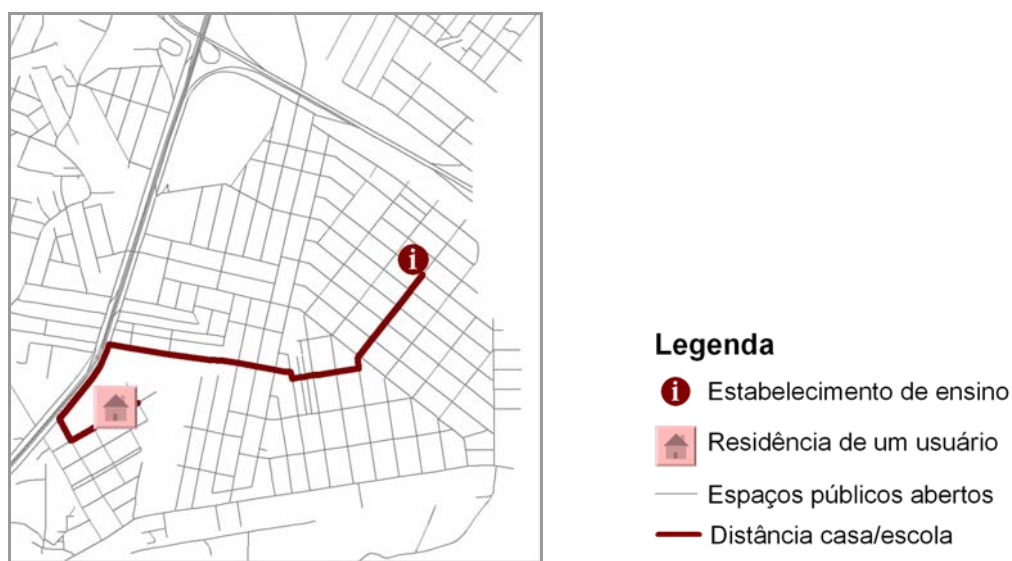 i
Legenda
i Estabelecimento de ensino
Residência de um usuário
Espaços públicos abertos
Distância casa/escola